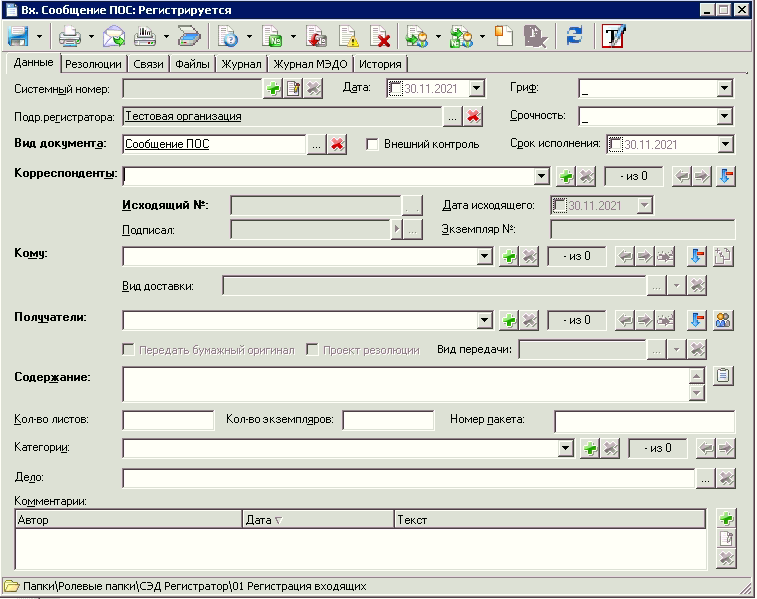 Вх. Сообщение ПОС: Регистрируется
Данные Резолюции Связи Файлы Журнал Журнал МЭДО История
Системный номер: Дата: 30.11.2021 Гриф: _
Подр.регистратора: Тестовая организация ... Срочность: _
Вид документа: Сообщение ПОС ... Внешний контроль Срок исполнения: 30.11.2021
Корреспонденты: - из 0
Исходящий №: ... Дата исходящего: 30.11.2021
Подписал: ... Экземпляр №:
Кому: - из 0
Вид доставки: ...
Получатели: - из 0
Передать бумажный оригинал Проект резолюции Вид передачи: ...
Содержание:
Кол-во листов: Кол-во экземпляров: Номер пакета:
Категории: - из 0
Дело: ...
Комментарии:
Автор Дата Текст
Папки\Ролевые папки\СЭД Регистратор\01 Регистрация входящих